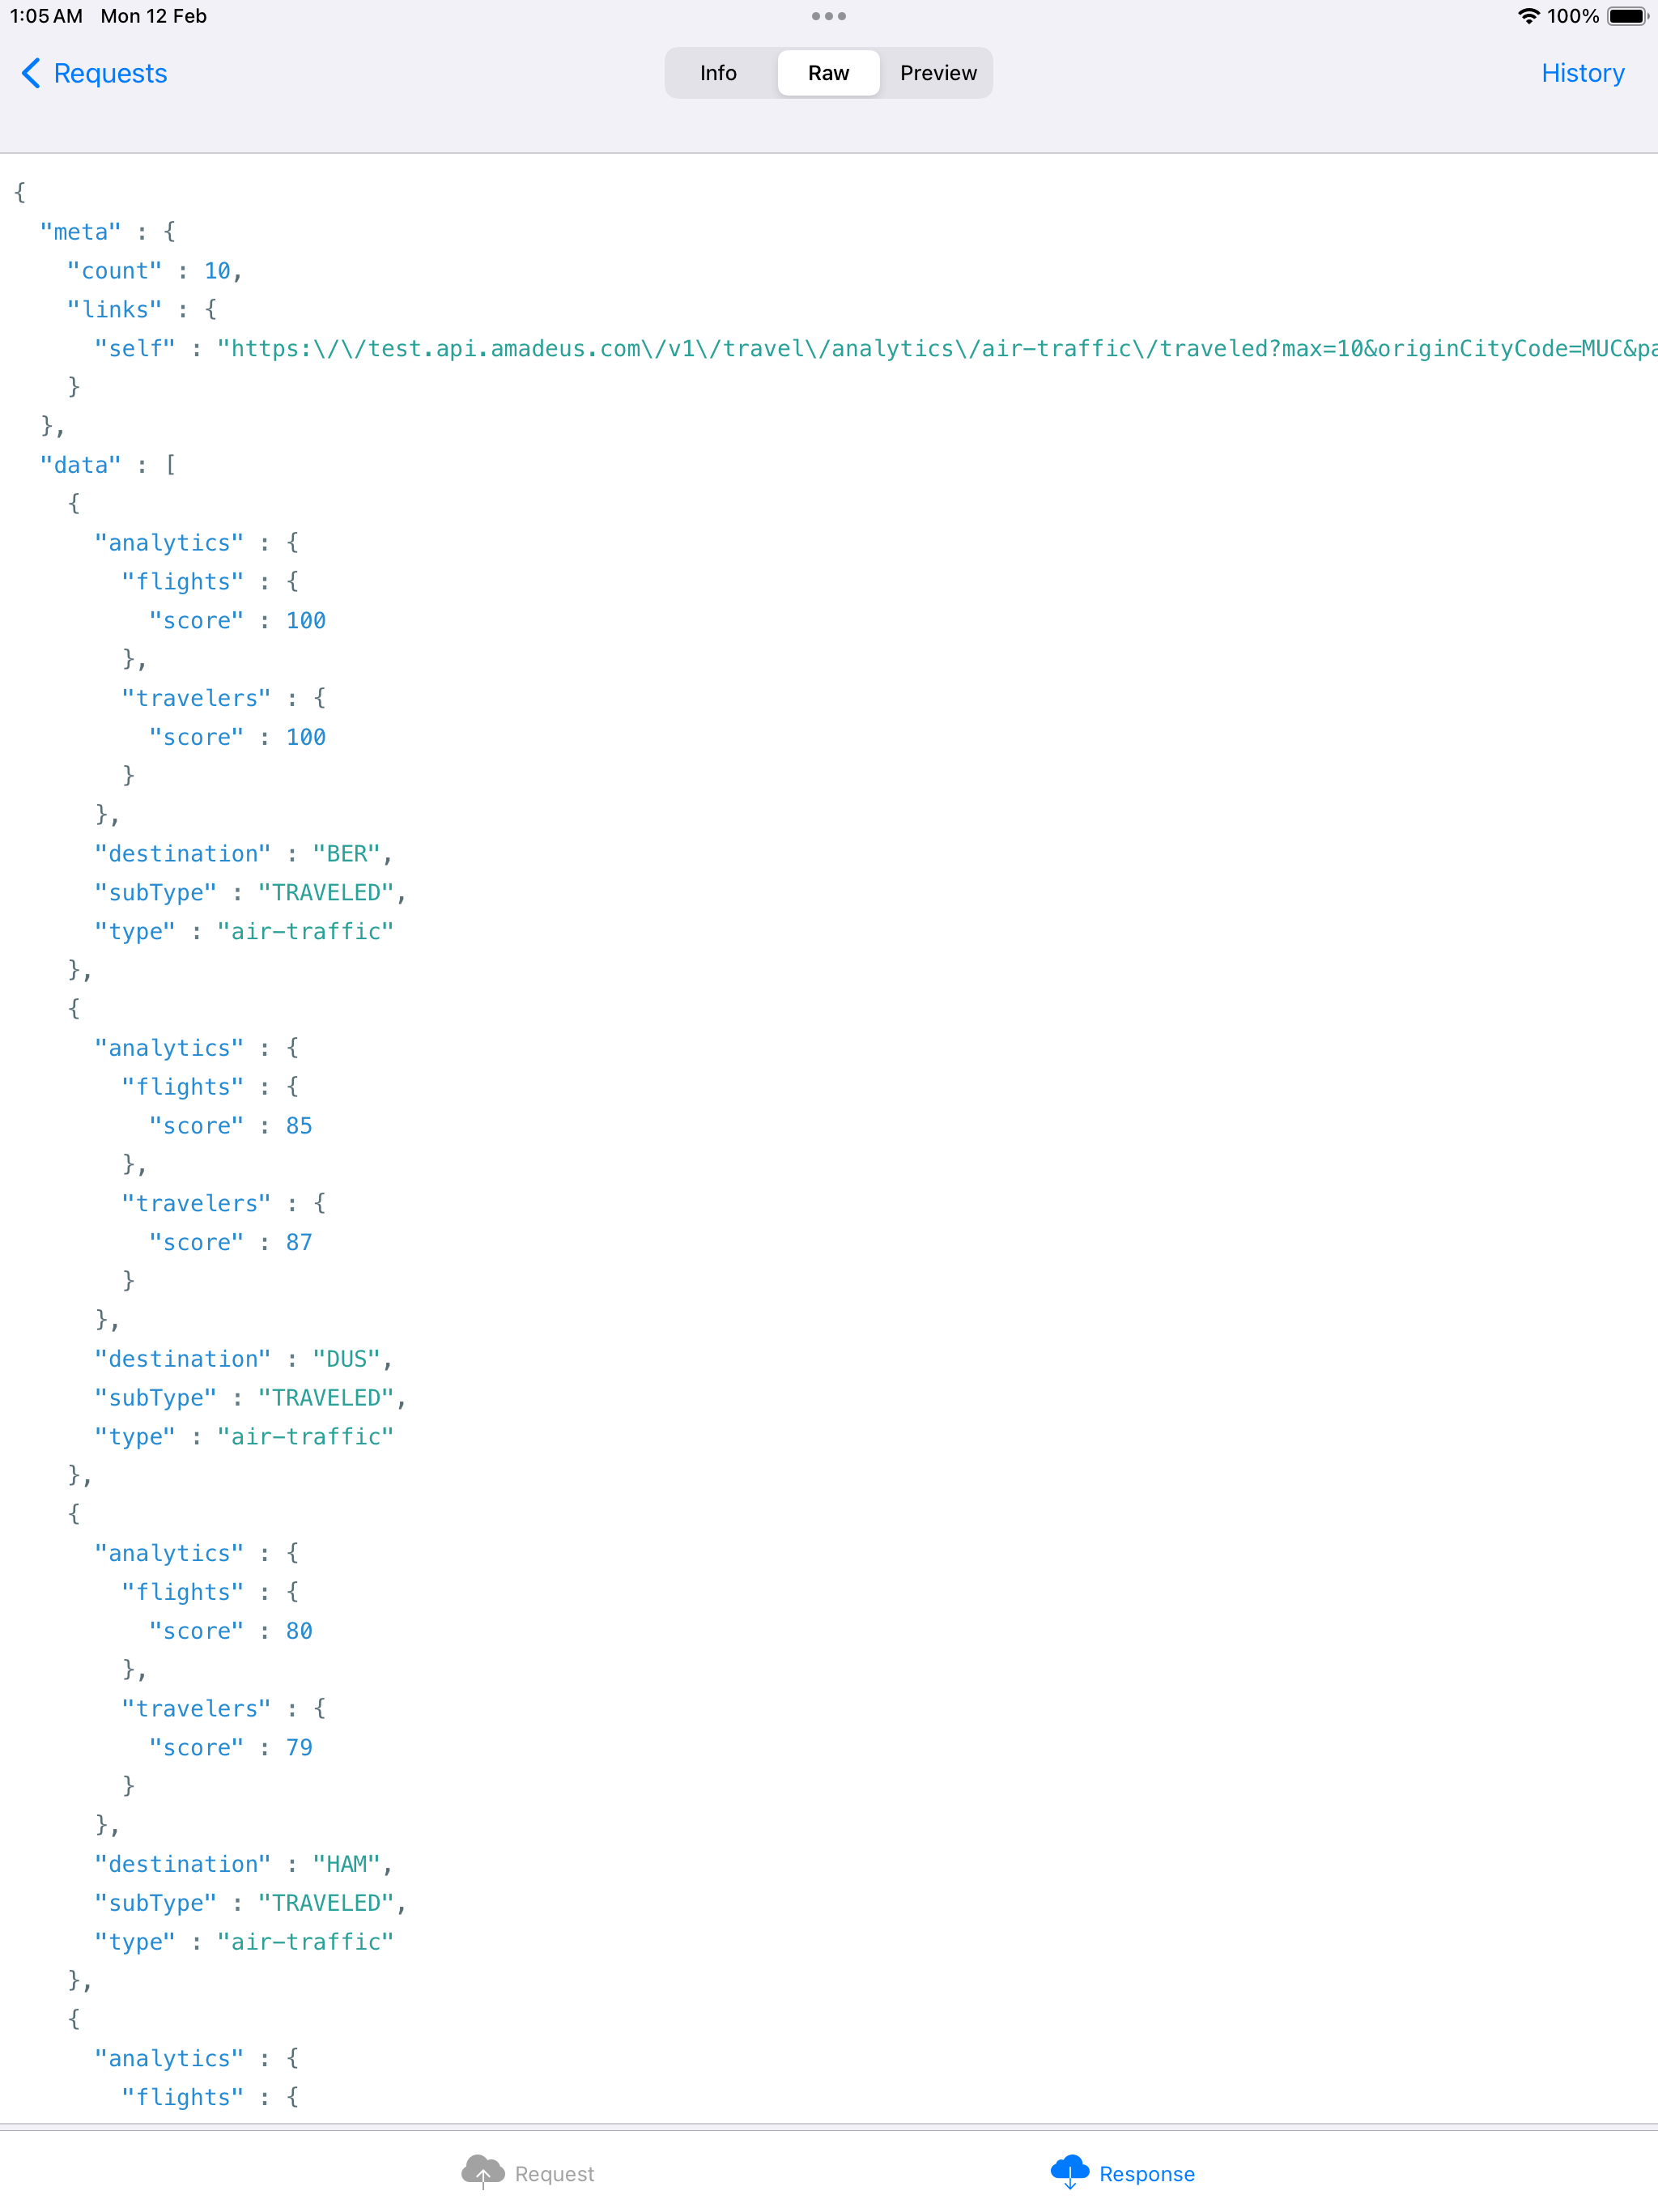 1:05 AM Mon 12 Feb 100%
Requests Info Raw Preview History
{
  "meta" : {
    "count" : 10,
    "links" : {
      "self" : "https:\/\/test.api.amadeus.com\/v1\/travel\/analytics\/air-traffic\/traveled?max=10&originCityCode=MUC&pa
    }
  },
  "data" : [
    {
      "analytics" : {
        "flights" : {
          "score" : 100
        },
        "travelers" : {
          "score" : 100
        }
      },
      "destination" : "BER",
      "subType" : "TRAVELED",
      "type" : "air-traffic"
    },
    {
      "analytics" : {
        "flights" : {
          "score" : 85
        },
        "travelers" : {
          "score" : 87
        }
      },
      "destination" : "DUS",
      "subType" : "TRAVELED",
      "type" : "air-traffic"
    },
    {
      "analytics" : {
        "flights" : {
          "score" : 80
        },
        "travelers" : {
          "score" : 79
        }
      },
      "destination" : "HAM",
      "subType" : "TRAVELED",
      "type" : "air-traffic"
    },
    {
      "analytics" : {
        "flights" : {
Request Response